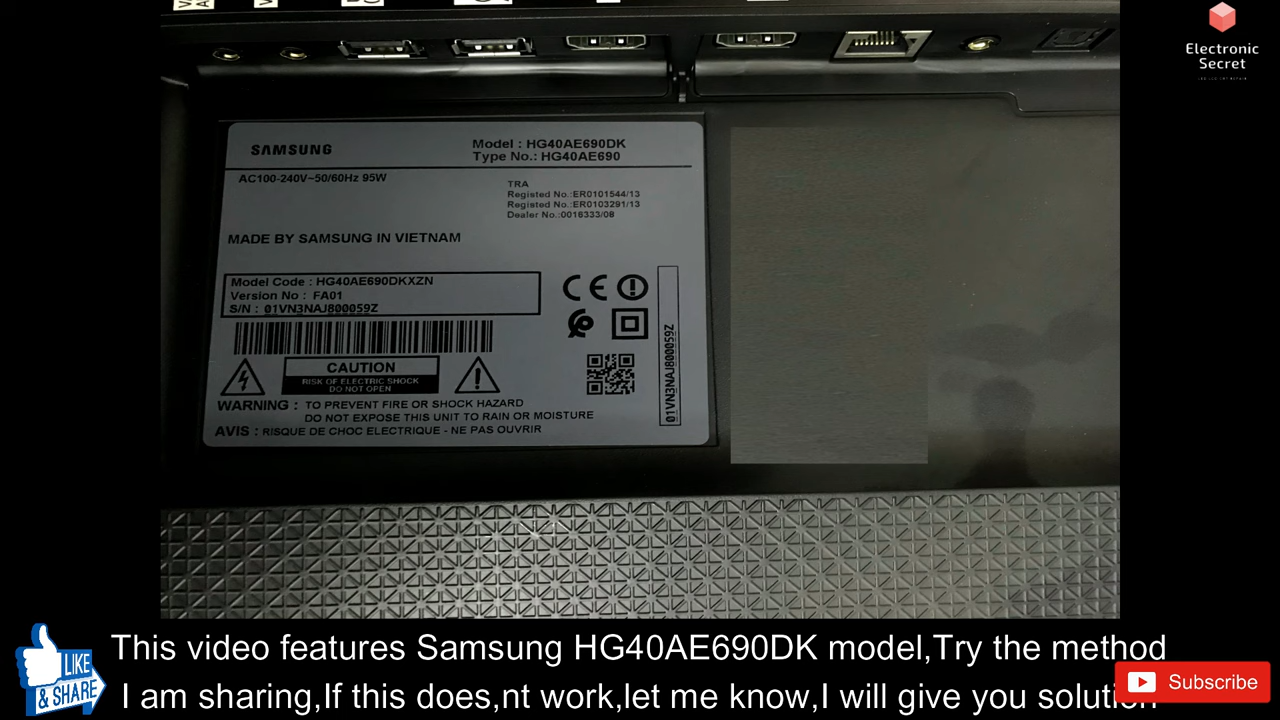 Electronic
Secret
SAMSUNG
Model : HG40AE690DK
Type No.: HG40AE690
AC100-240V~50/60Hz 95W
TRA
Registed No.:ER0101544/13
Registed No.:ER0103291/13
Dealer No.:0016333/08
MADE BY SAMSUNG IN VIETNAM
Model Code : HG40AE690DKXZN
Version No : FA01
S/N : 01VN3NAJ800059Z
01VN3NAJ800059Z
CAUTION
RISK OF ELECTRIC SHOCK
DO NOT OPEN
WARNING : TO PREVENT FIRE OR SHOCK HAZARD
DO NOT EXPOSE THIS UNIT TO RAIN OR MOISTURE
AVIS : RISQUE DE CHOC ELECTRIQUE - NE PAS OUVRIR
LIKE
& SHARE
This video features Samsung HG40AE690DK model,Try the method
I am sharing,If this does,nt work,let me know,I will give you
Subscribe